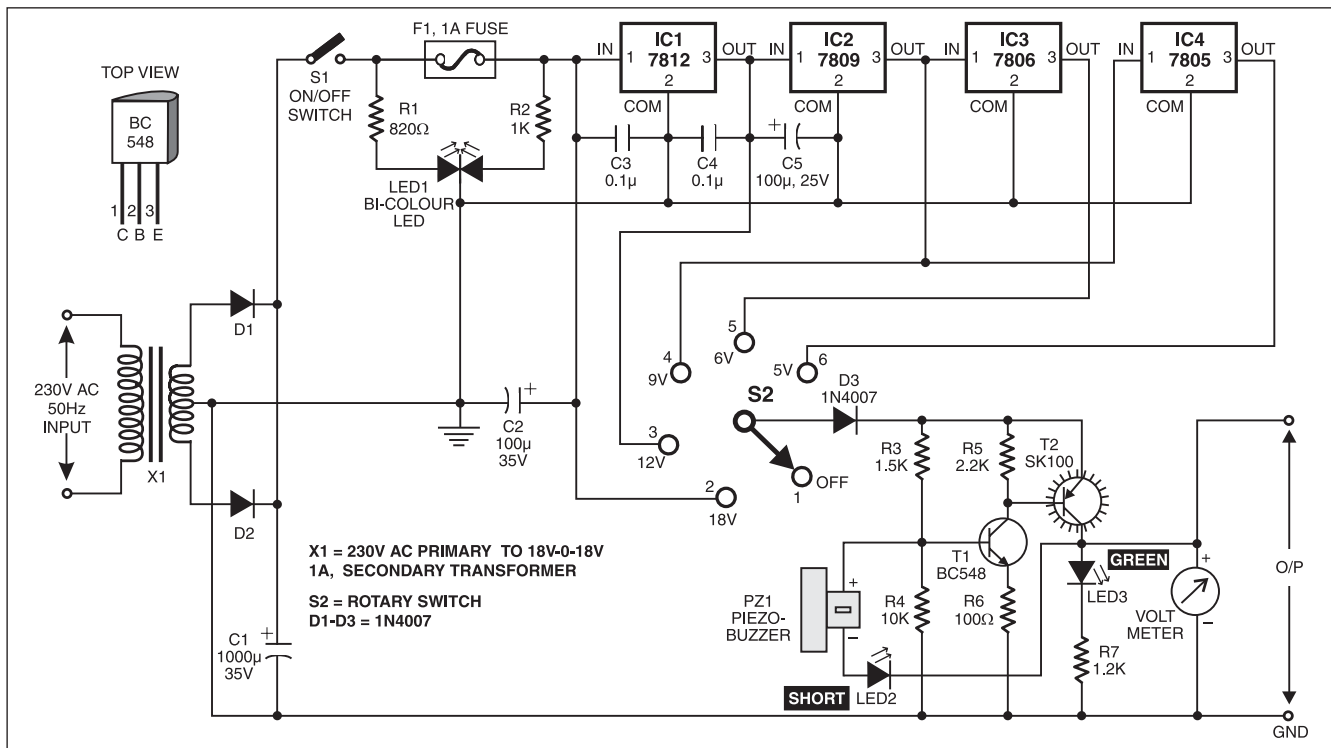 TOP VIEW
BC
548
1 2 3
C B E
S1
ON/OFF
SWITCH
F1, 1A FUSE
R1
820Ω
R2
1K
LED1
BI-COLOUR
LED
IN
1
IC1
7812
3
OUT
2
COM
IN
1
IC2
7809
3
OUT
2
COM
IN
1
IC3
7806
3
OUT
2
COM
IN
1
IC4
7805
3
OUT
2
COM
C3
0.1µ
C4
0.1µ
+
C5
100µ, 25V
D1
230V AC
50Hz
INPUT
X1
D2
+
C2
100µ
35V
5
6V
4
9V
6
5V
3
12V
2
18V
1
OFF
S2
D3
1N4007
R3
1.5K
R5
2.2K
T2
SK100
T1
BC548
+
PZ1
PIEZO-
BUZZER
–
R4
10K
R6
100Ω
GREEN
LED3
R7
1.2K
+
VOLT
METER
–
O/P
SHORT
LED2
GND
X1 = 230V AC PRIMARY TO 18V-0-18V
1A, SECONDARY TRANSFORMER
S2 = ROTARY SWITCH
D1-D3 = 1N4007
+
C1
1000µ
35V